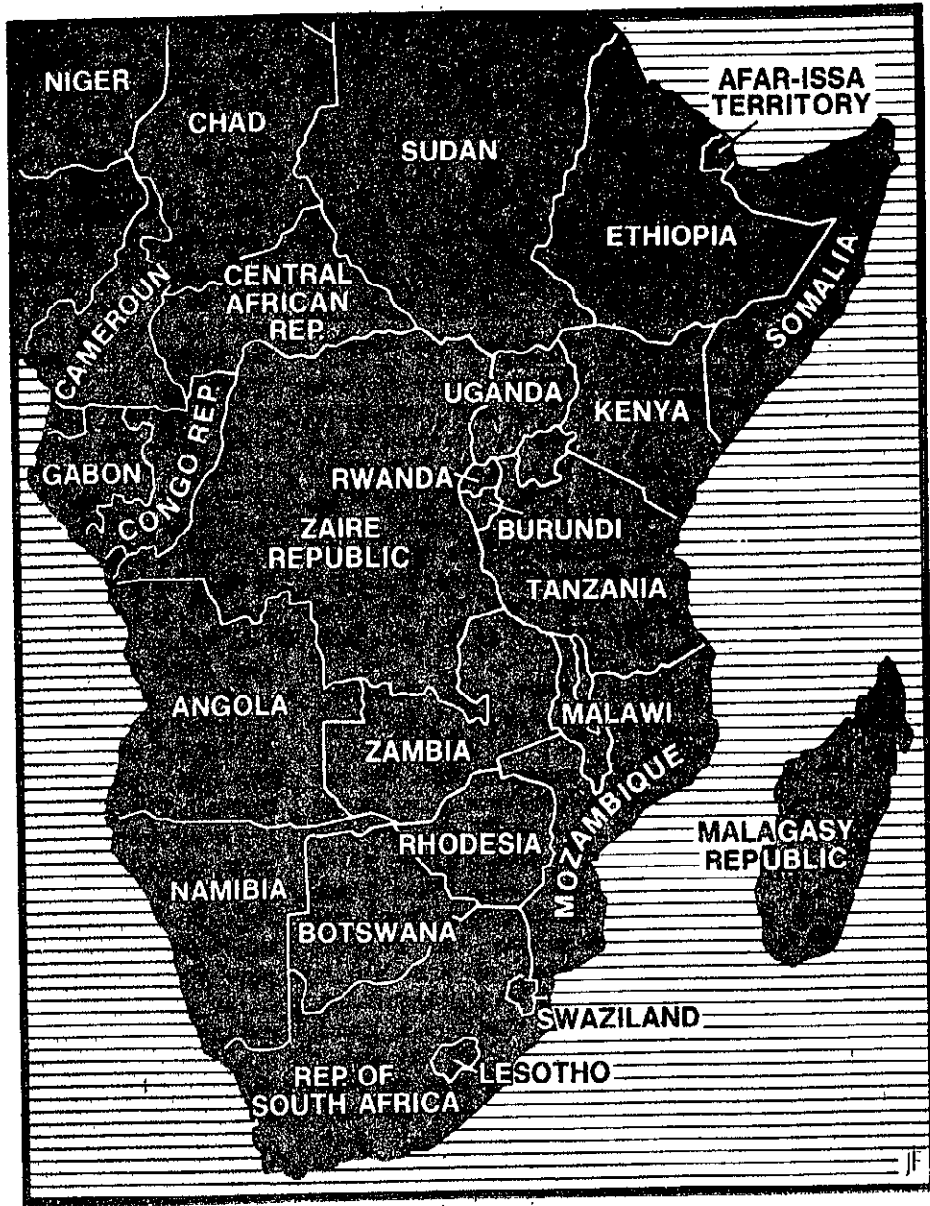 NIGER
CHAD
SUDAN
AFAR-ISSA
TERRITORY
ETHIOPIA
SOMALIA
CENTRAL
AFRICAN
REP.
CAMEROUN
UGANDA
KENYA
CONGO REP.
GABON
RWANDA
BURUNDI
ZAIRE
REPUBLIC
TANZANIA
ANGOLA
MALAWI
ZAMBIA
MOZAMBIQUE
RHODESIA
MALAGASY
REPUBLIC
NAMIBIA
BOTSWANA
SWAZILAND
LESOTHO
REP OF
SOUTH AFRICA
JF